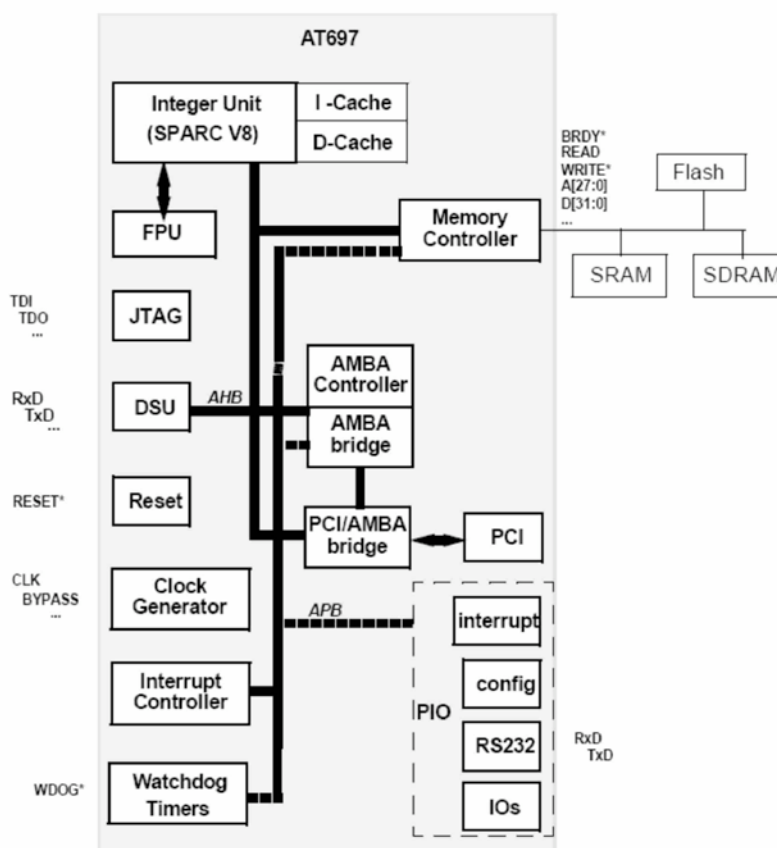 AT697
Integer Unit
(SPARC V8)
I -Cache
D-Cache
BRDY*
READ
WRITE*
A[27:0]
D[31:0]
...
Flash
FPU
Memory
Controller
SRAM
SDRAM
TDI
TDO
...
JTAG
AMBA
Controller
RxD
TxD
...
DSU
AHB
AMBA
bridge
RESET*
Reset
PCI/AMBA
bridge
PCI
CLK
BYPASS
...
Clock
Generator
APB
interrupt
Interrupt
Controller
config
PIO
RS232
RxD
TxD
WDOG*
Watchdog
Timers
IOs